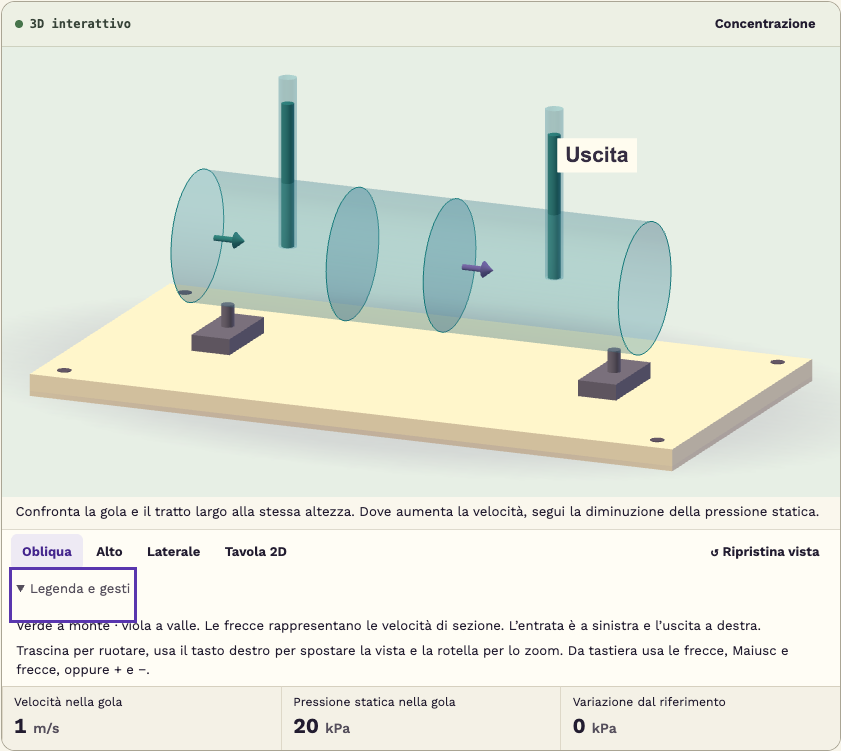 3D interattivo
Concentrazione
Uscita
Confronta la gola e il tratto largo alla stessa altezza. Dove aumenta la velocità, segui la diminuzione della pressione statica.
Obliqua Alto Laterale Tavola 2D ↺ Ripristina vista
▼ Legenda e gesti
Verde a monte · viola a valle. Le frecce rappresentano le velocità di sezione. L’entrata è a sinistra e l’uscita a destra.
Trascina per ruotare, usa il tasto destro per spostare la vista e la rotella per lo zoom. Da tastiera usa le frecce, Maiusc e
frecce, oppure + e −.
Velocità nella gola
1 m/s
Pressione statica nella gola
20 kPa
Variazione dal riferimento
0 kPa